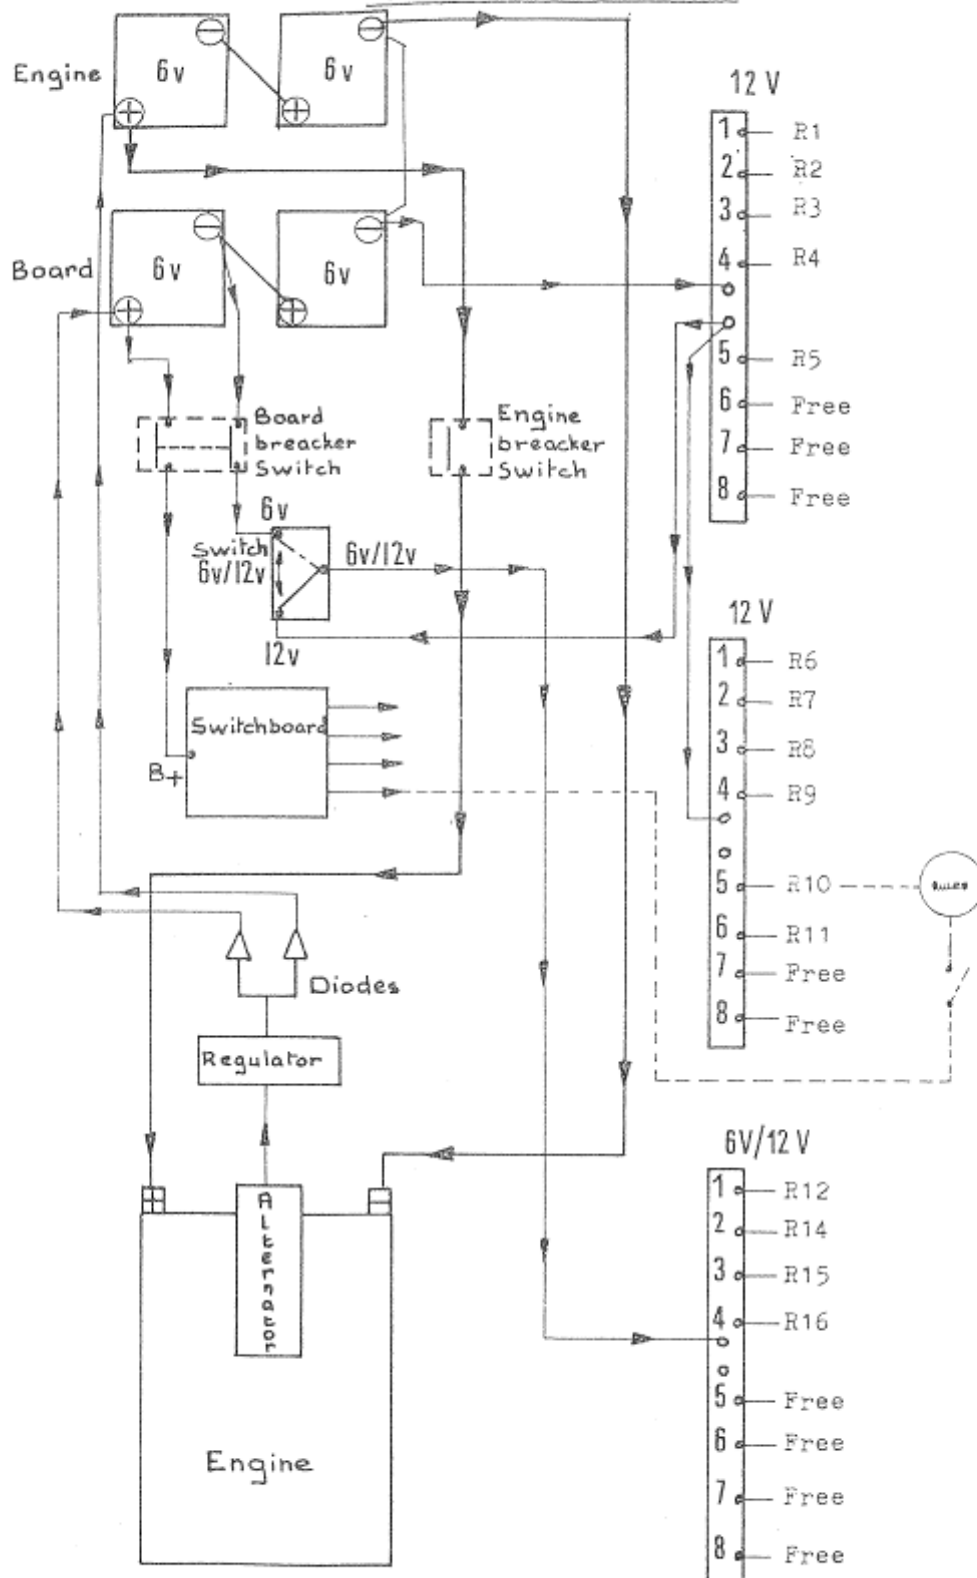 Engine
6v
6v
Board
6v
6v
Board
breacker
Switch
Engine
breacker
Switch
6v
Switch
6v/12v
6v/12v
12v
Switchboard
B+
Diodes
Regulator
Alternator
Engine
12 V
1 R1
2 R2
3 R3
4 R4
5 R5
6 Free
7 Free
8 Free
12 V
1 R6
2 R7
3 R8
4 R9
5 R10
6 R11
7 Free
8 Free
6V/12 V
1 R12
2 R14
3 R15
4 R16
5 Free
6 Free
7 Free
8 Free